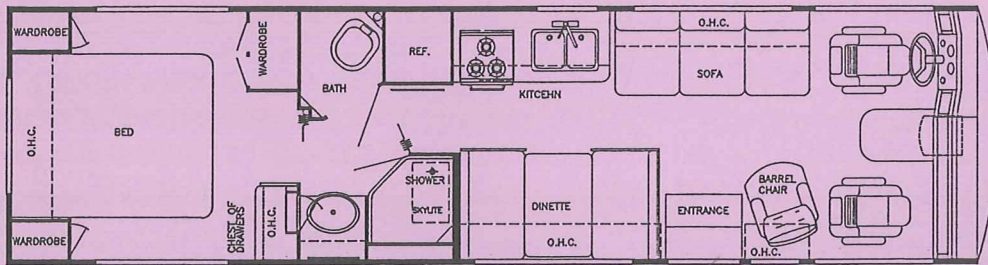 WARDROBE
WARDROBE
BATH
REF.
KITCEHN
O.H.C.
SOFA
O.H.C.
BED
CHEST OF
DRAWERS
O.H.C.
SHOWER
SKYLITE
DINETTE
O.H.C.
ENTRANCE
BARREL
CHAIR
O.H.C.
WARDROBE